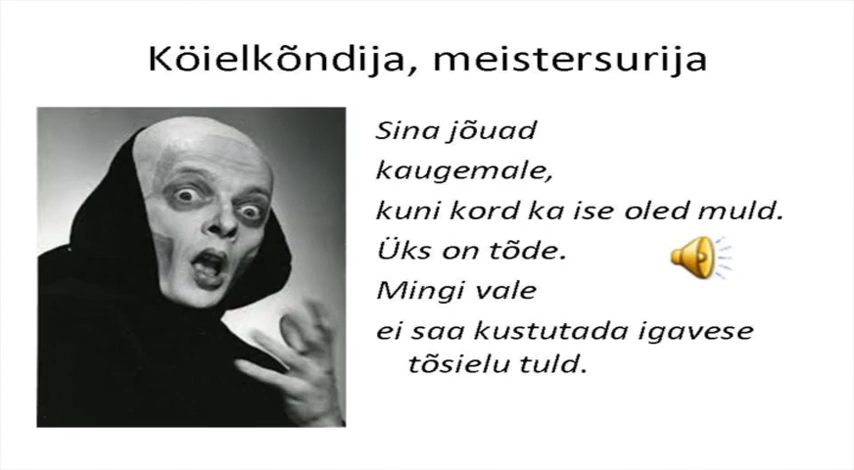 Köielkõndija, meistersurija
Sina jõuad
kaugemale,
kuni kord ka ise oled muld.
Üks on tõde.
Mingi vale
ei saa kustutada igavese
tõsielu tuld.